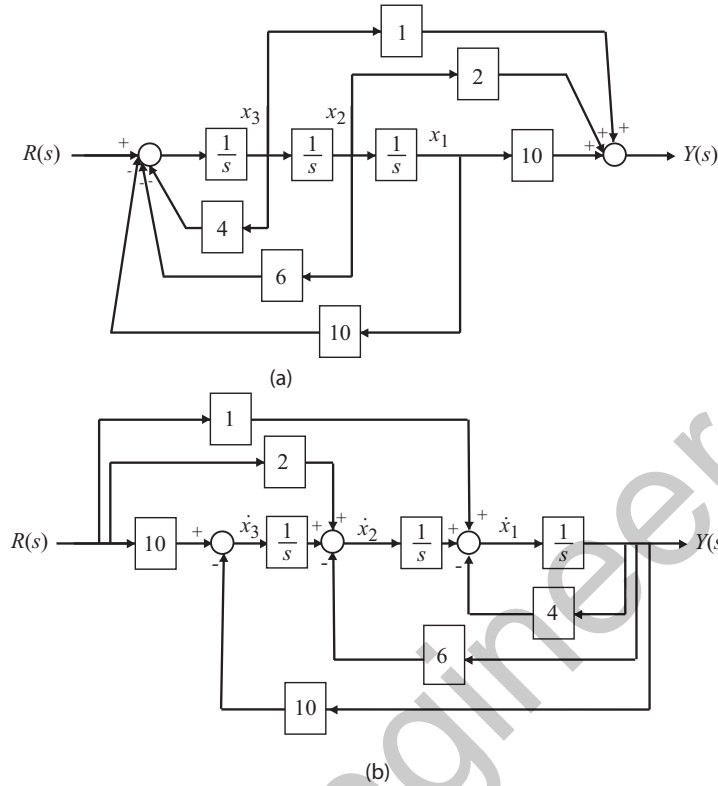 1
2
x₃ x₂ x₁
R(s) + 1/s 1/s 1/s 10 + + + Y(s)
- - -
4
6
10
(a)
1
2
R(s) 10 + ẋ₃ 1/s + + ẋ₂ 1/s + + ẋ₁ 1/s Y(s
- - -
4
6
10
(b)
gineer